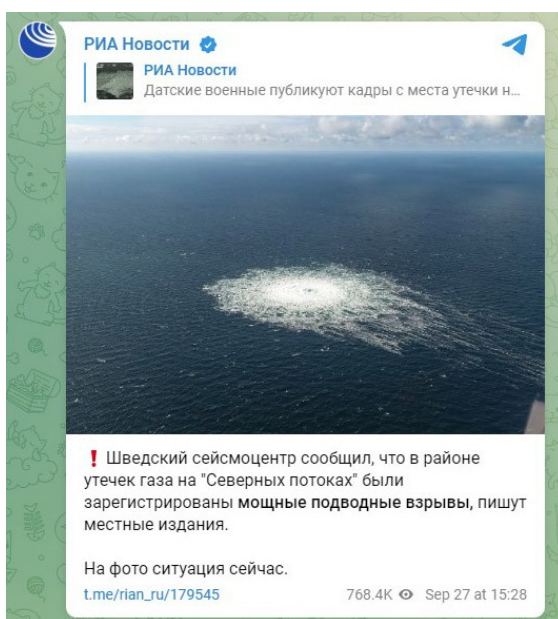 РИА Новости
РИА Новости
Датские военные публикуют кадры с места утечки н...
❗ Шведский сейсмоцентр сообщил, что в районе
утечек газа на "Северных потоках" были
зарегистрированы мощные подводные взрывы, пишут
местные издания.
На фото ситуация сейчас.
t.me/rian_ru/179545 768.4K Sep 27 at 15:28